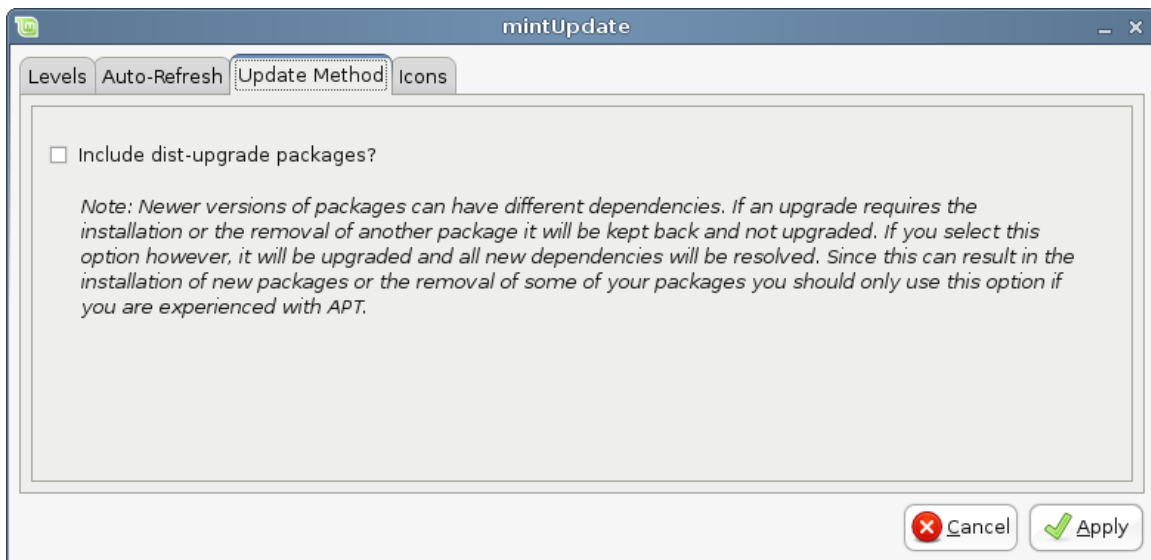 mintUpdate
Levels Auto-Refresh Update Method Icons
Include dist-upgrade packages?
Note: Newer versions of packages can have different dependencies. If an upgrade requires the
installation or the removal of another package it will be kept back and not upgraded. If you select this
option however, it will be upgraded and all new dependencies will be resolved. Since this can result in the
installation of new packages or the removal of some of your packages you should only use this option if
you are experienced with APT.
Cancel Apply